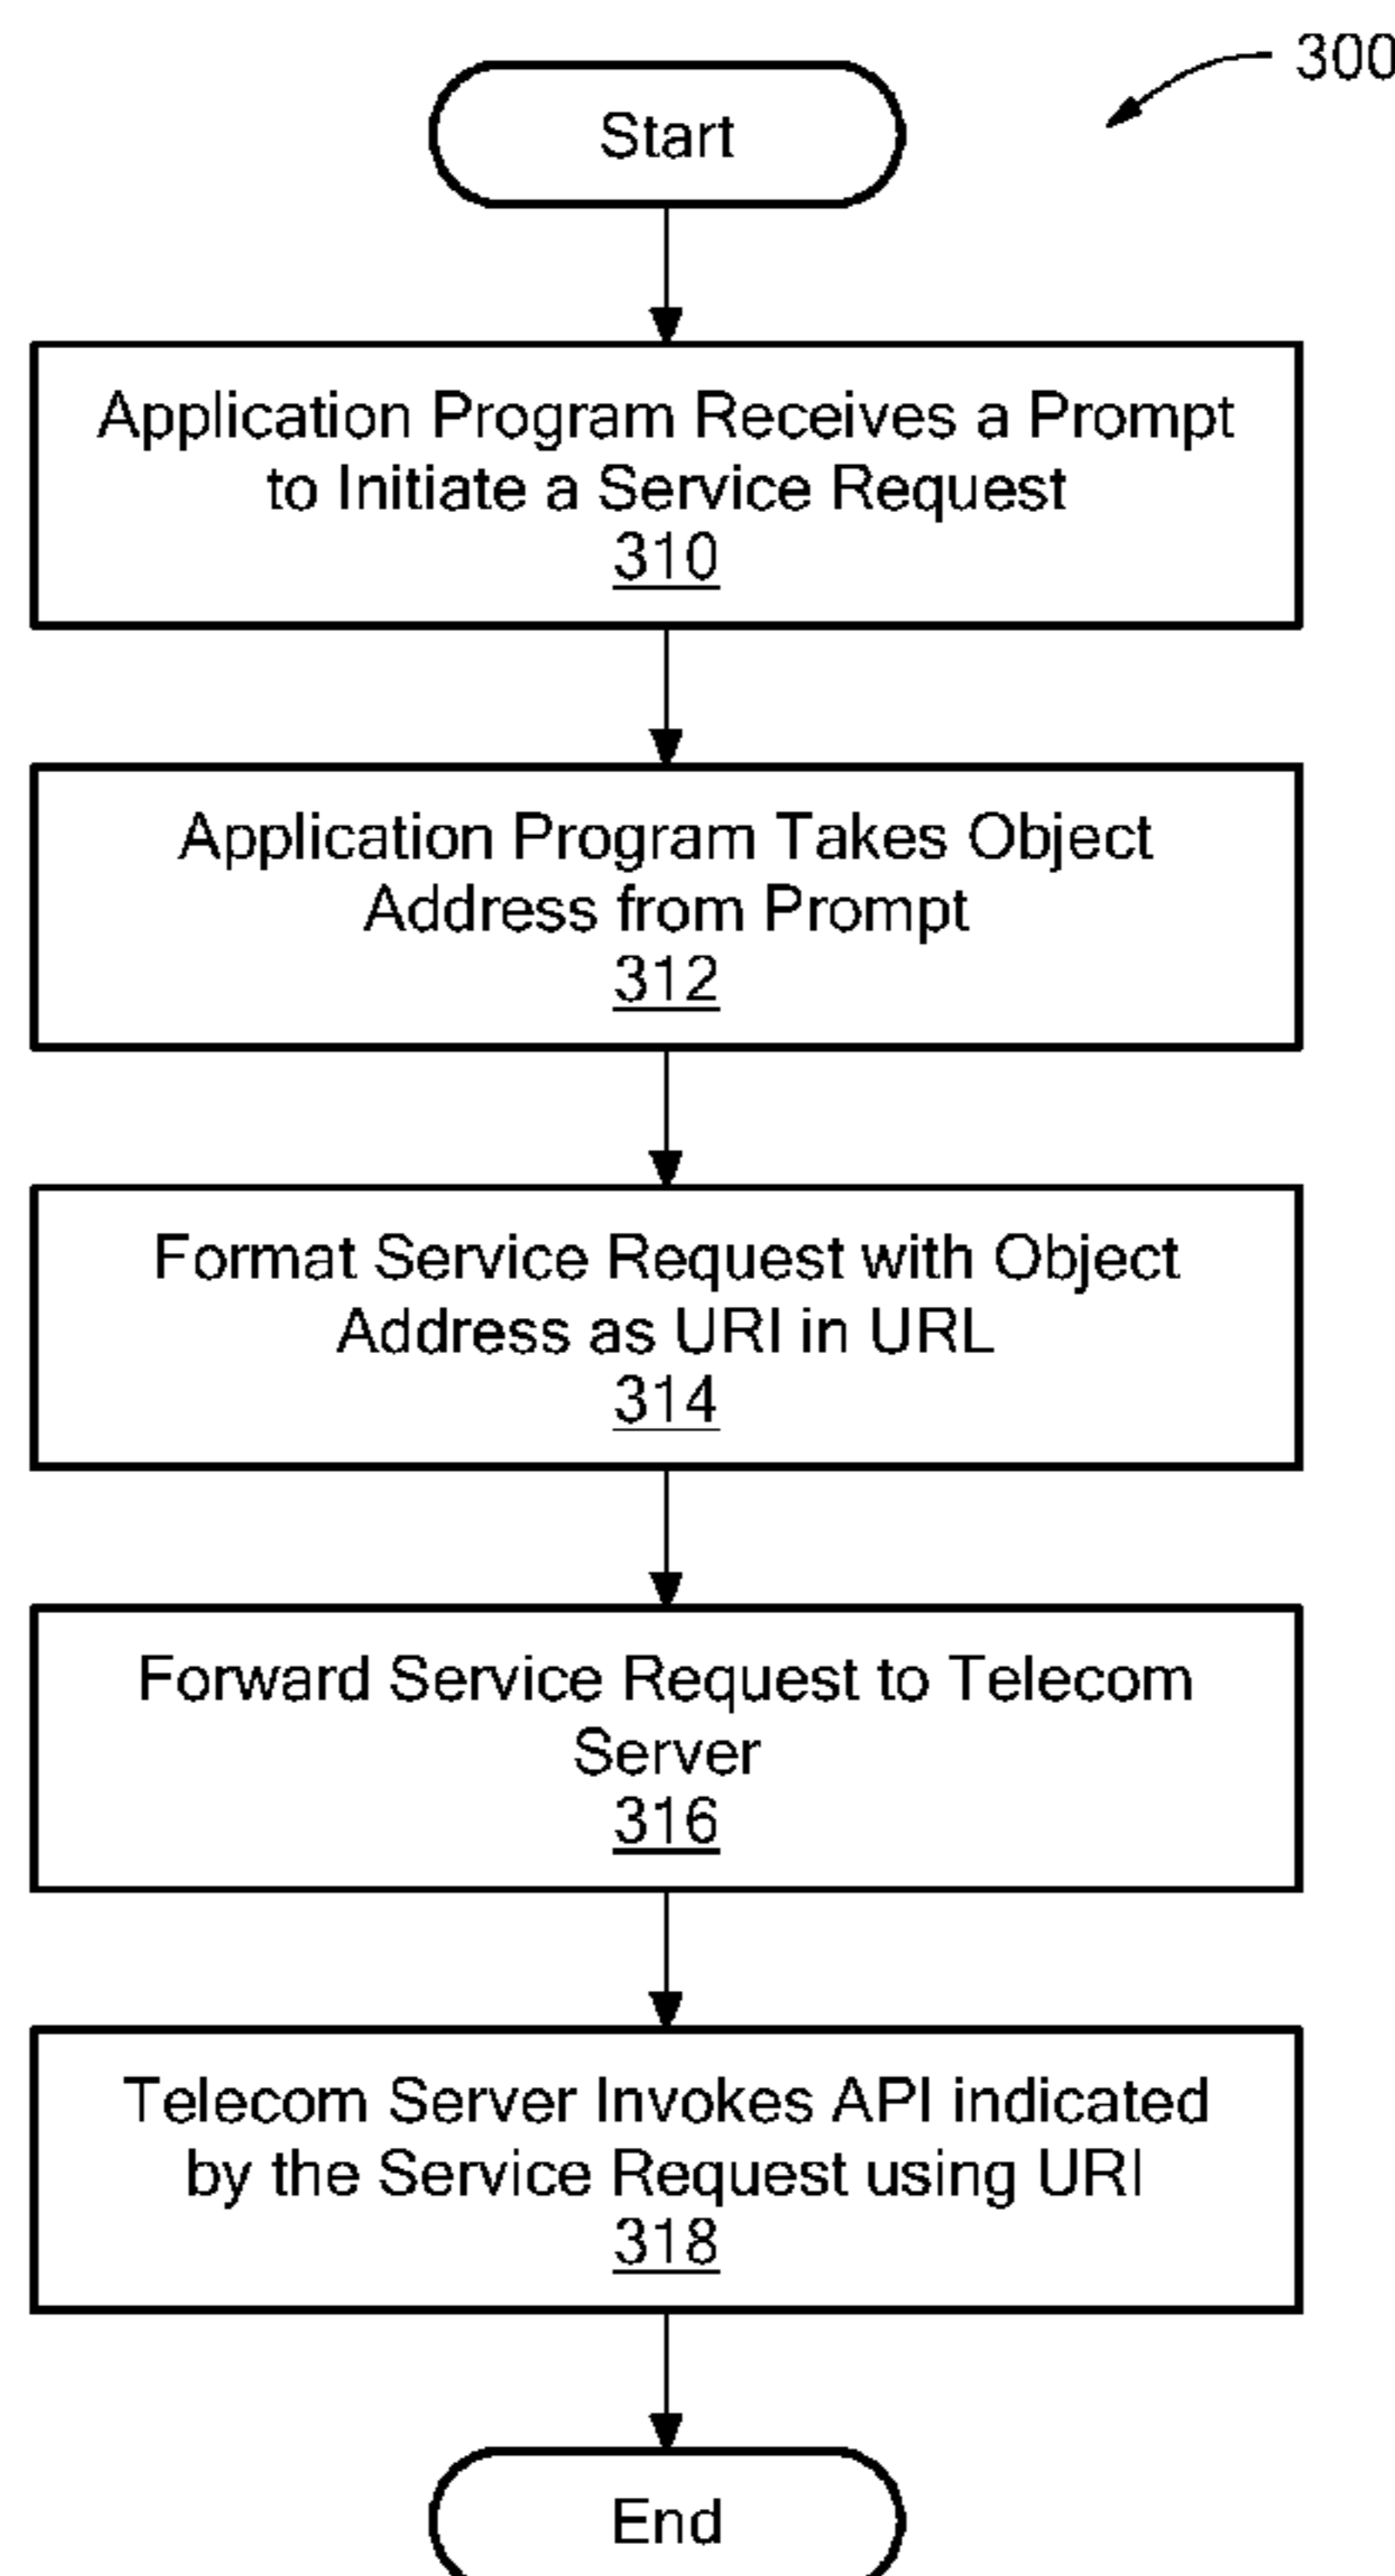 300
Start
Application Program Receives a Prompt
to Initiate a Service Request
310
Application Program Takes Object
Address from Prompt
312
Format Service Request with Object
Address as URI in URL
314
Forward Service Request to Telecom
Server
316
Telecom Server Invokes API indicated
by the Service Request using URI
318
End